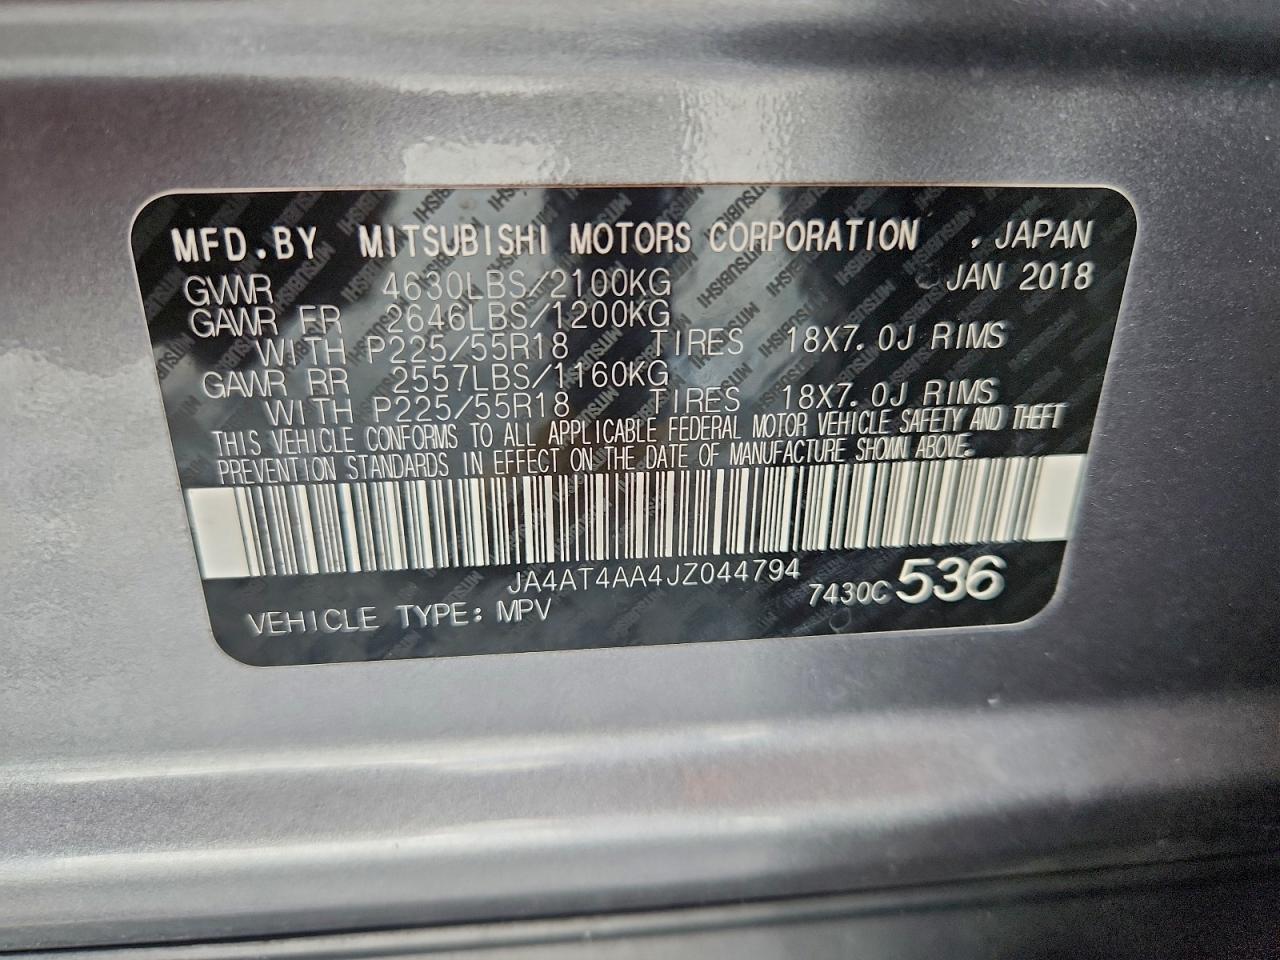 MFD.BY MITSUBISHI MOTORS CORPORATION , JAPAN
GVWR 4630LBS/2100KG JAN 2018
GAWR FR 2646LBS/1200KG
WITH P225/55R18 TIRES 18X7.0J RIMS
GAWR RR 2557LBS/1160KG
WITH P225/55R18 TIRES 18X7.0J RIMS
THIS VEHICLE CONFORMS TO ALL APPLICABLE FEDERAL MOTOR VEHICLE SAFETY AND THEFT
PREVENTION STANDARDS IN EFFECT ON THE DATE OF MANUFACTURE SHOWN ABOVE.
JA4AT4AA4JZ044794
7430C 536
VEHICLE TYPE: MPV